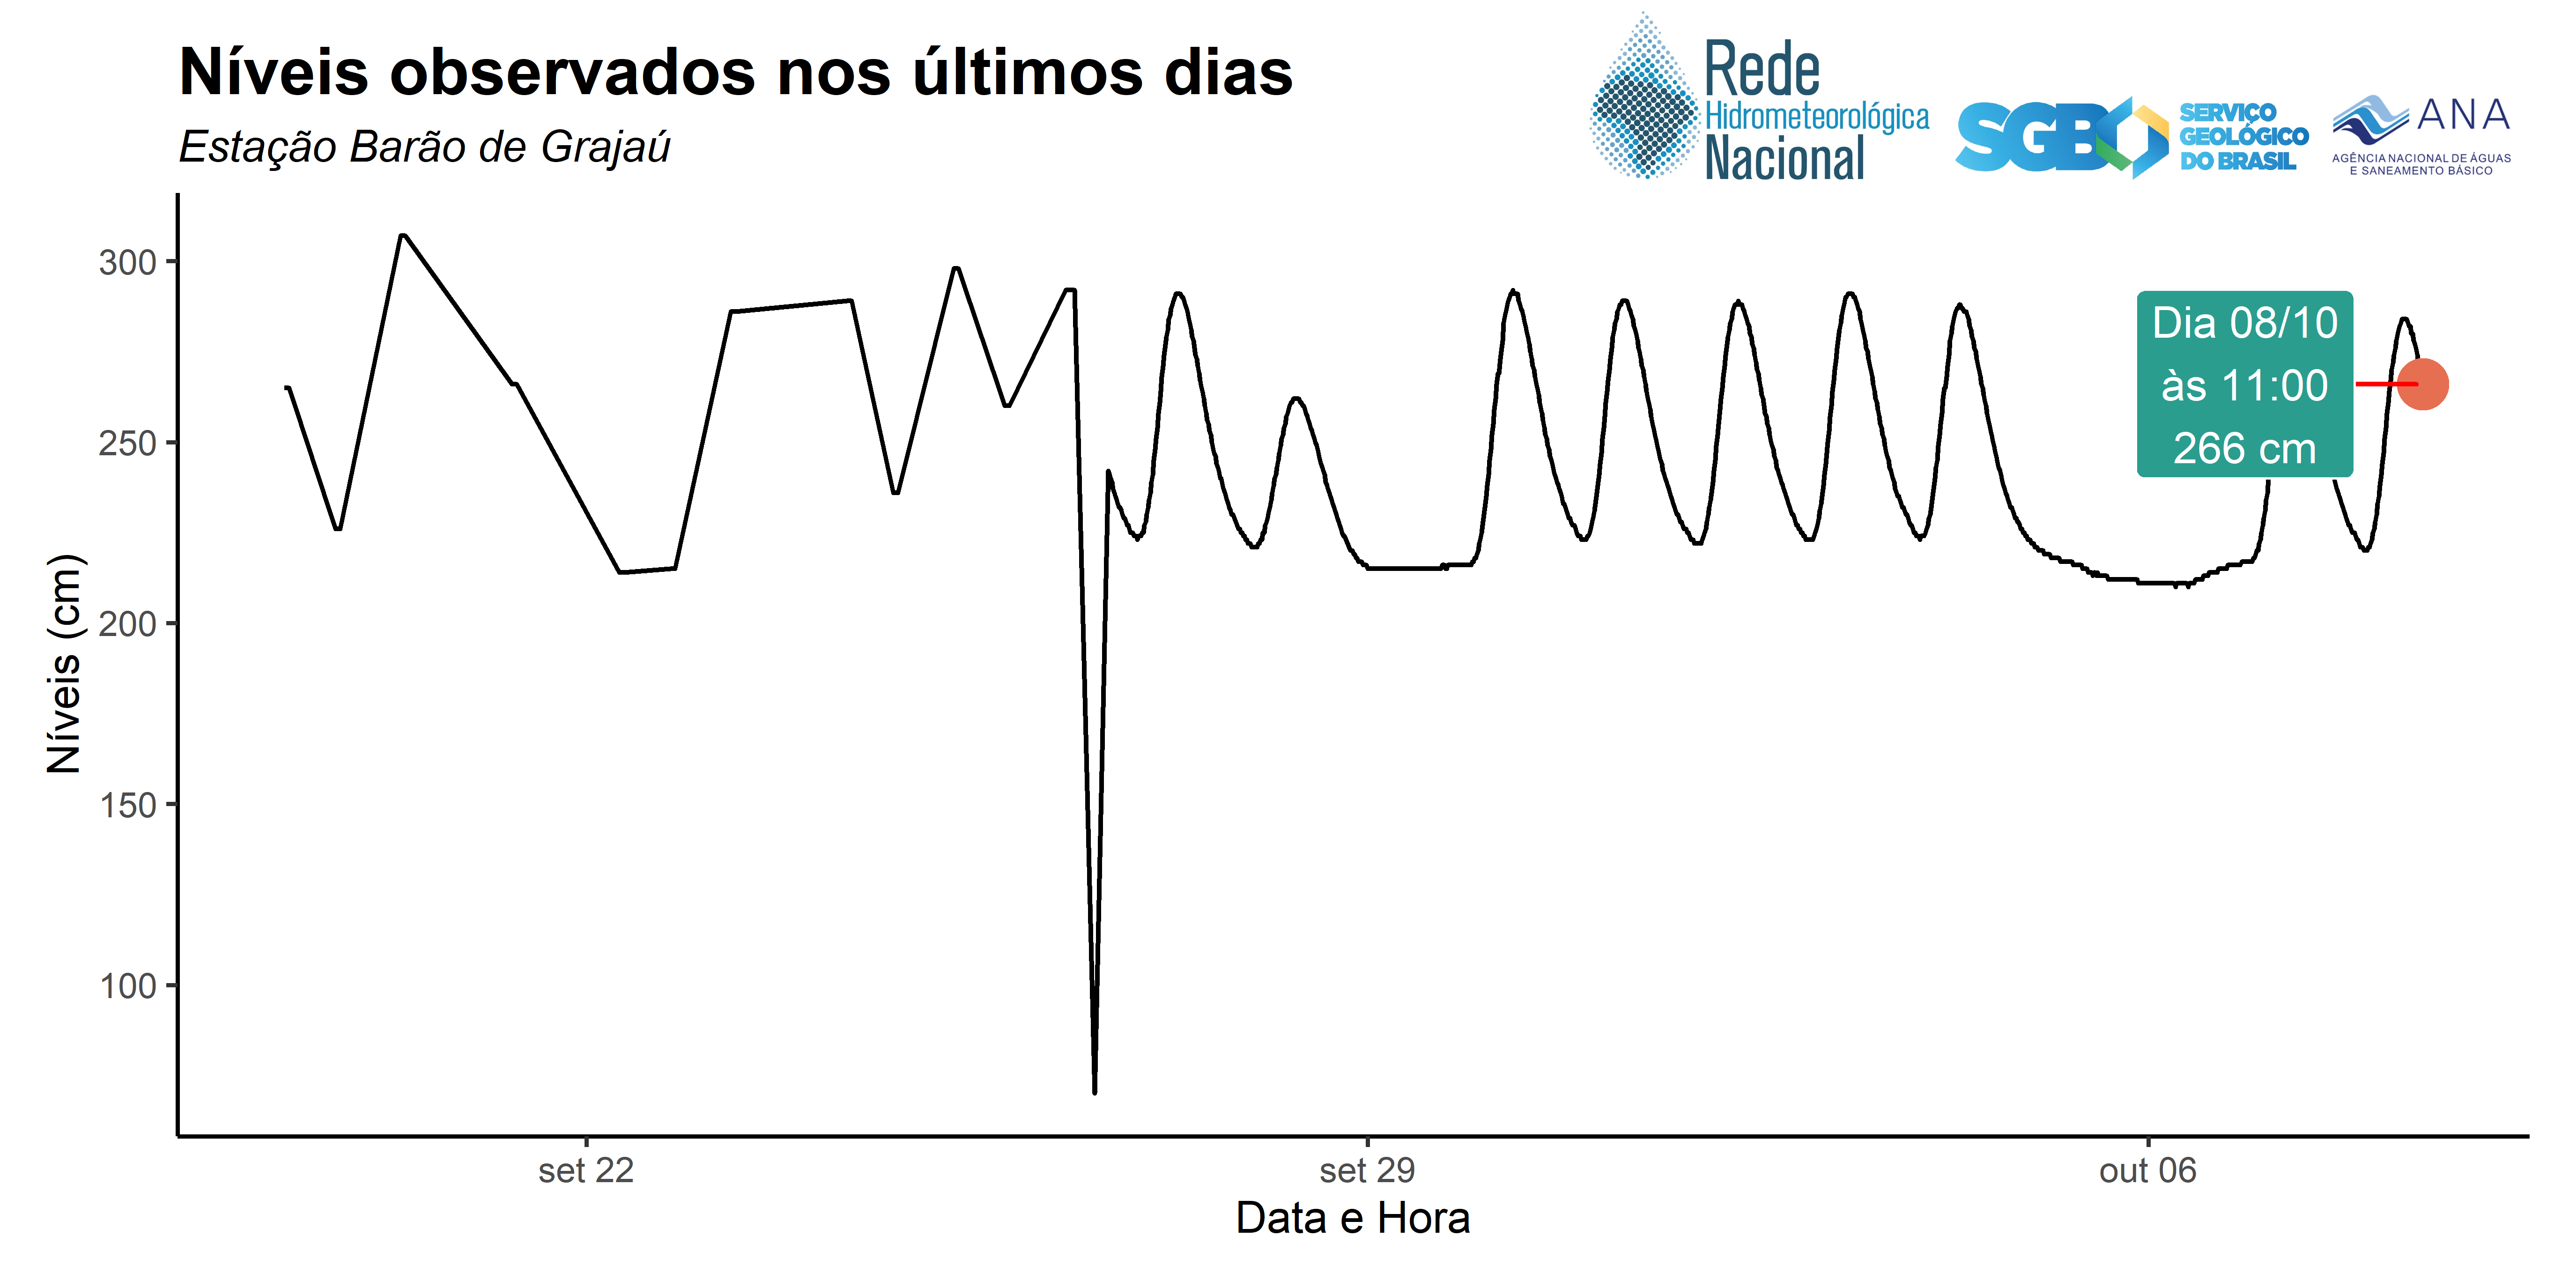 Níveis observados nos últimos dias
Estação Barão de Grajaú
Rede
Hidrometeorológica
Nacional
SGB
SERVIÇO
GEOLÓGICO
DO BRASIL
ANA
AGÊNCIA NACIONAL DE ÁGUAS
E SANEAMENTO BÁSICO
Níveis (cm)
300
250
200
150
100
Dia 08/10
às 11:00
266 cm
set 22
set 29
out 06
Data e Hora